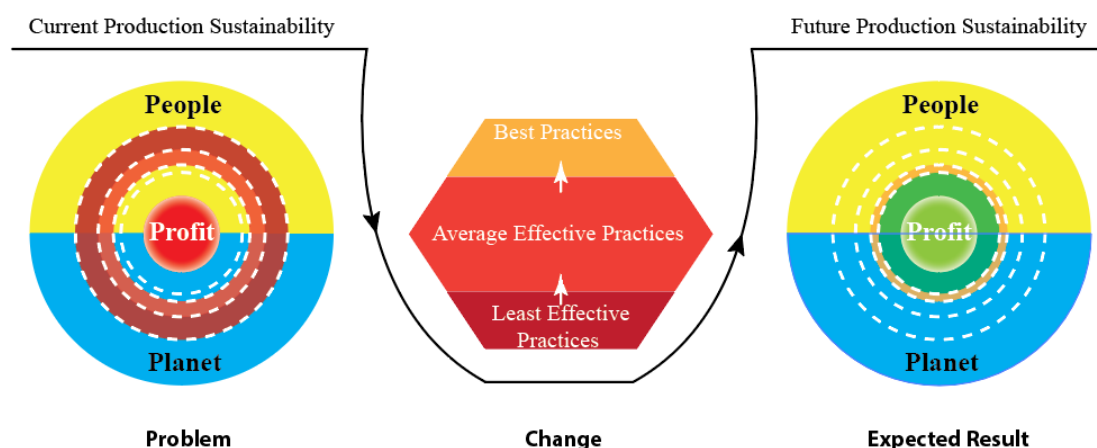 Current Production Sustainability
Future Production Sustainability
People
Profit
Planet
Best Practices
Average Effective Practices
Least Effective
Practices
People
Profit
Planet
Problem
Change
Expected Result